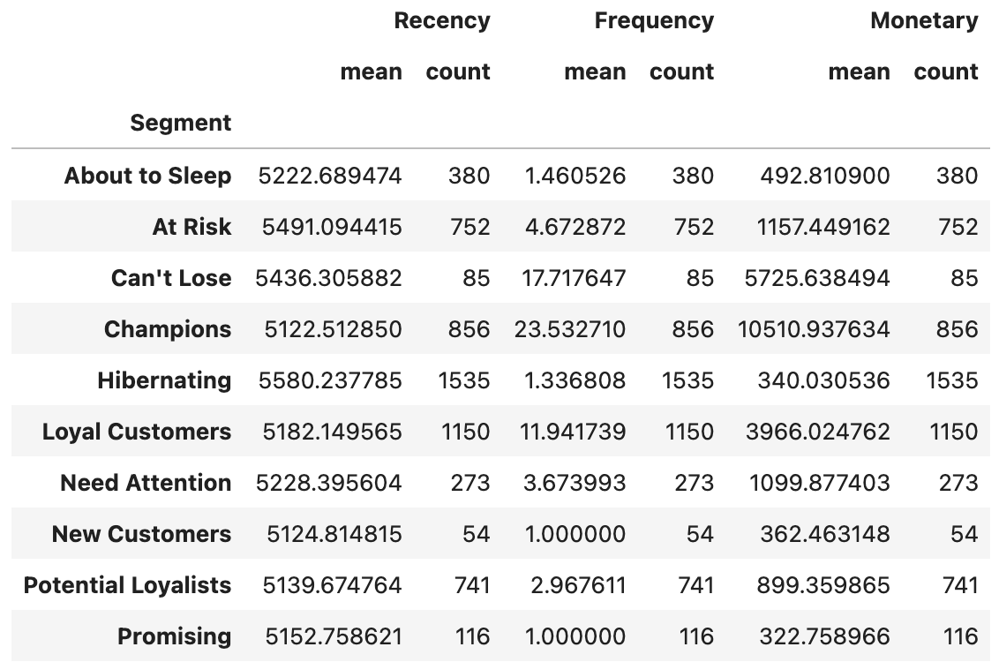 Recency Frequency Monetary
mean count mean count mean count
Segment
About to Sleep 5222.689474 380 1.460526 380 492.810900 380
At Risk 5491.094415 752 4.672872 752 1157.449162 752
Can't Lose 5436.305882 85 17.717647 85 5725.638494 85
Champions 5122.512850 856 23.532710 856 10510.937634 856
Hibernating 5580.237785 1535 1.336808 1535 340.030536 1535
Loyal Customers 5182.149565 1150 11.941739 1150 3966.024762 1150
Need Attention 5228.395604 273 3.673993 273 1099.877403 273
New Customers 5124.814815 54 1.000000 54 362.463148 54
Potential Loyalists 5139.674764 741 2.967611 741 899.359865 741
Promising 5152.758621 116 1.000000 116 322.758966 116